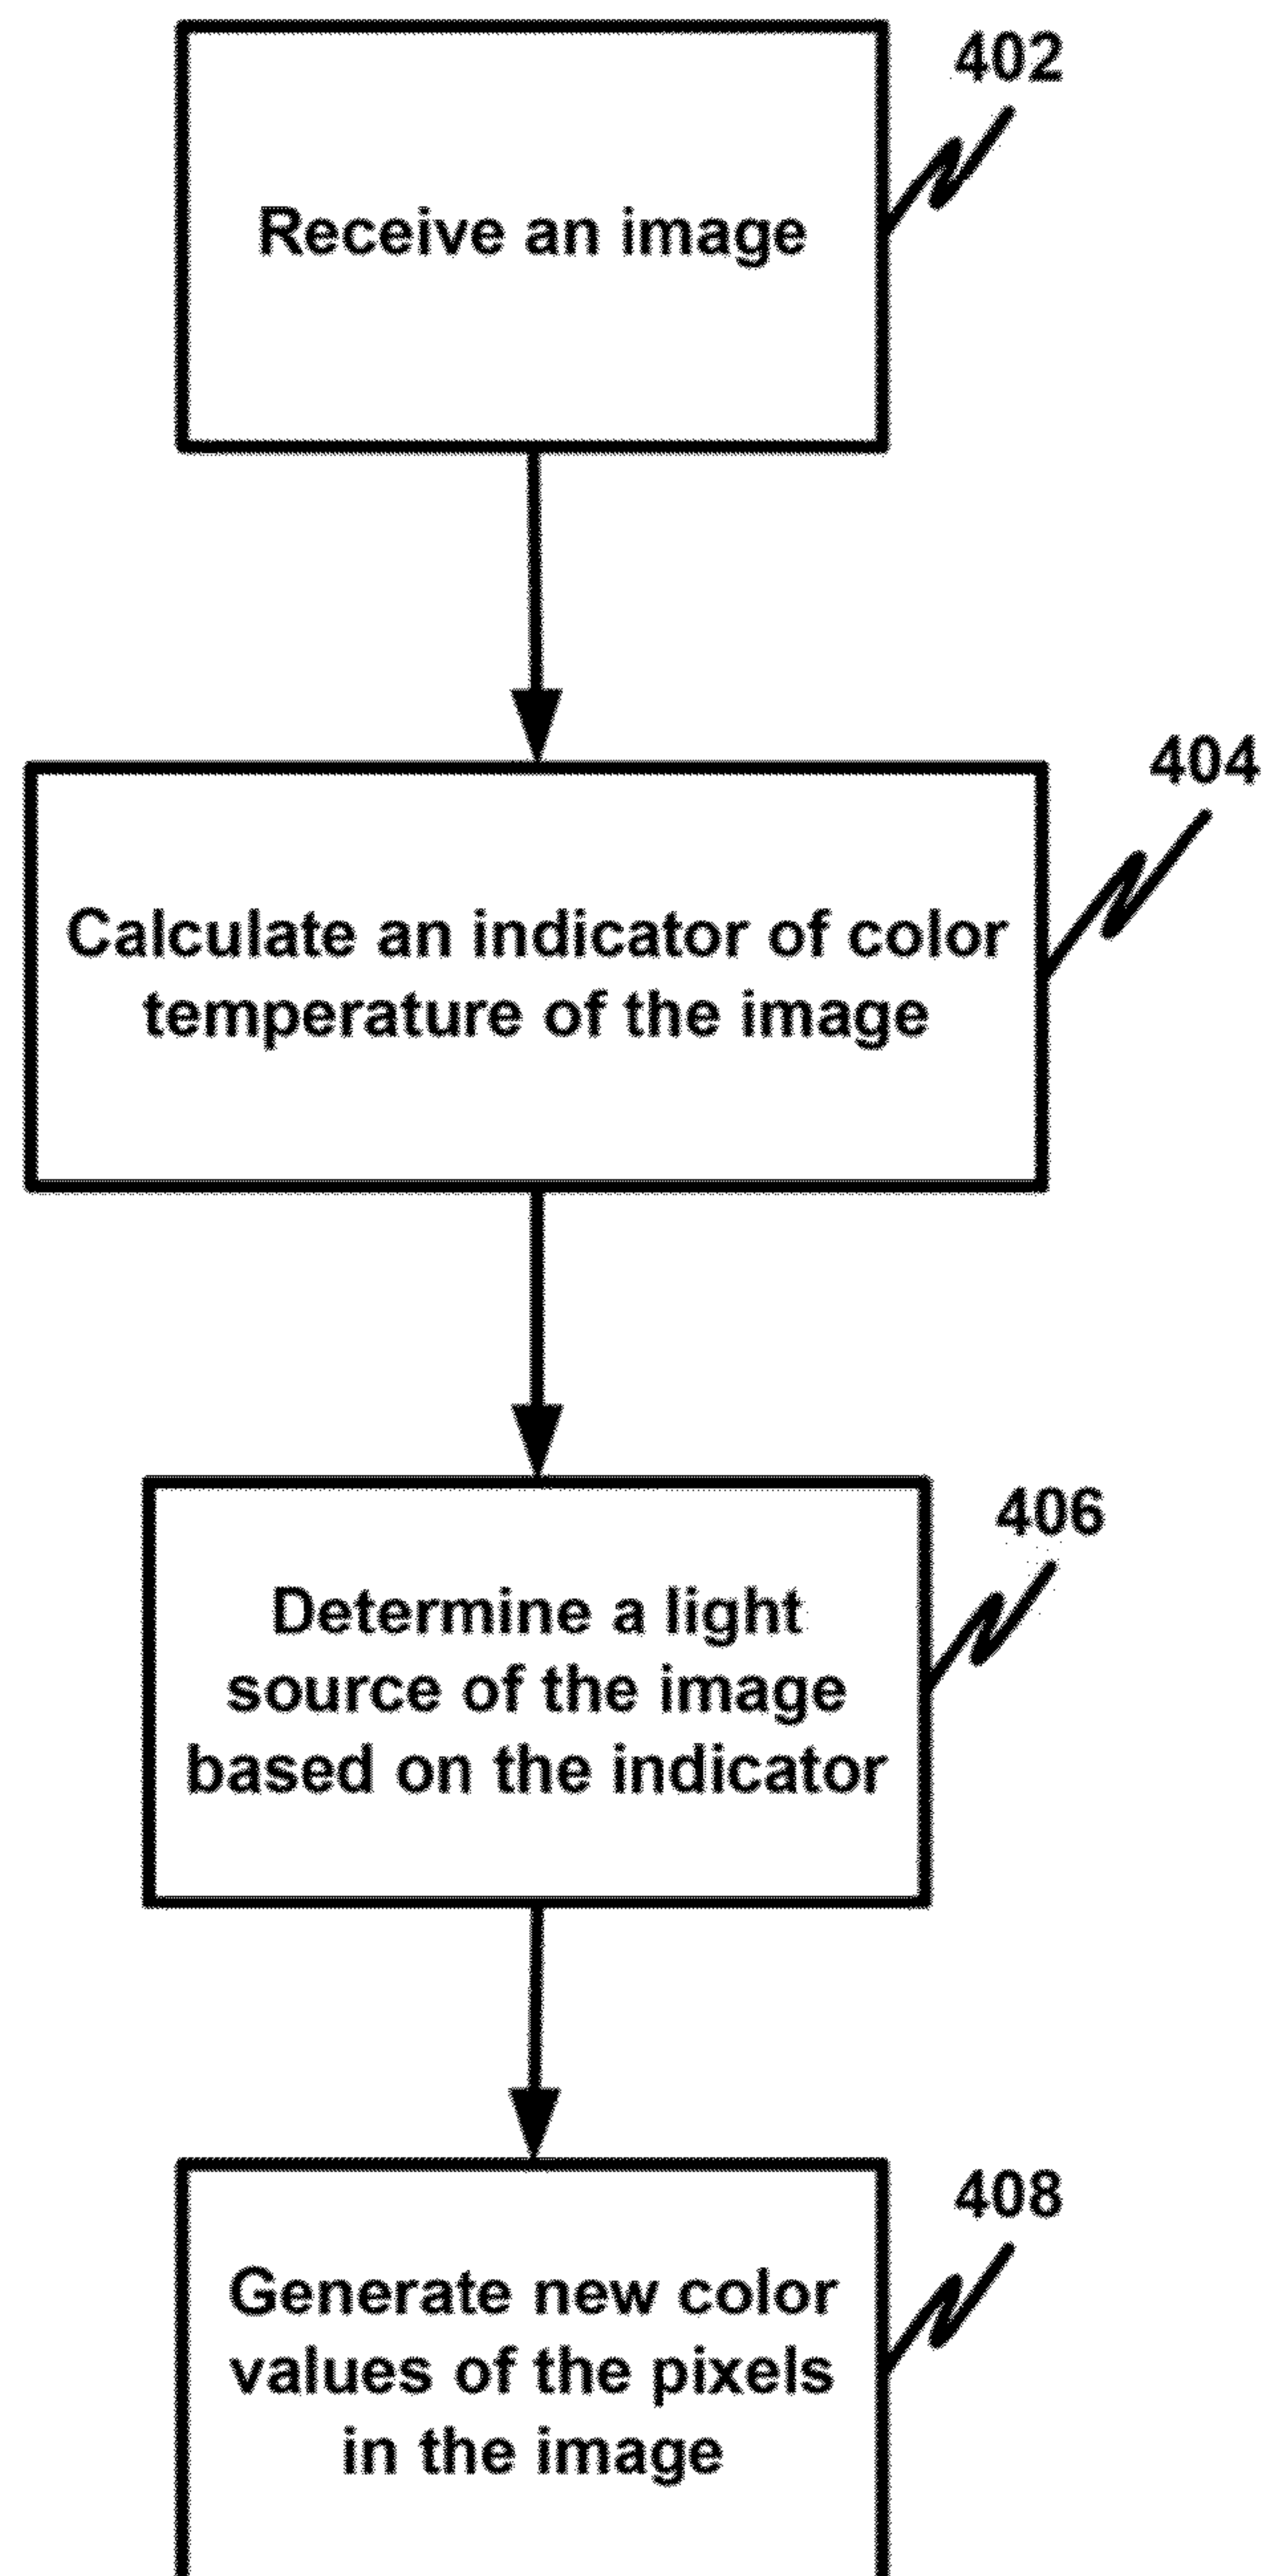 402
Receive an image
404
Calculate an indicator of color
temperature of the image
406
Determine a light
source of the image
based on the indicator
408
Generate new color
values of the pixels
in the image